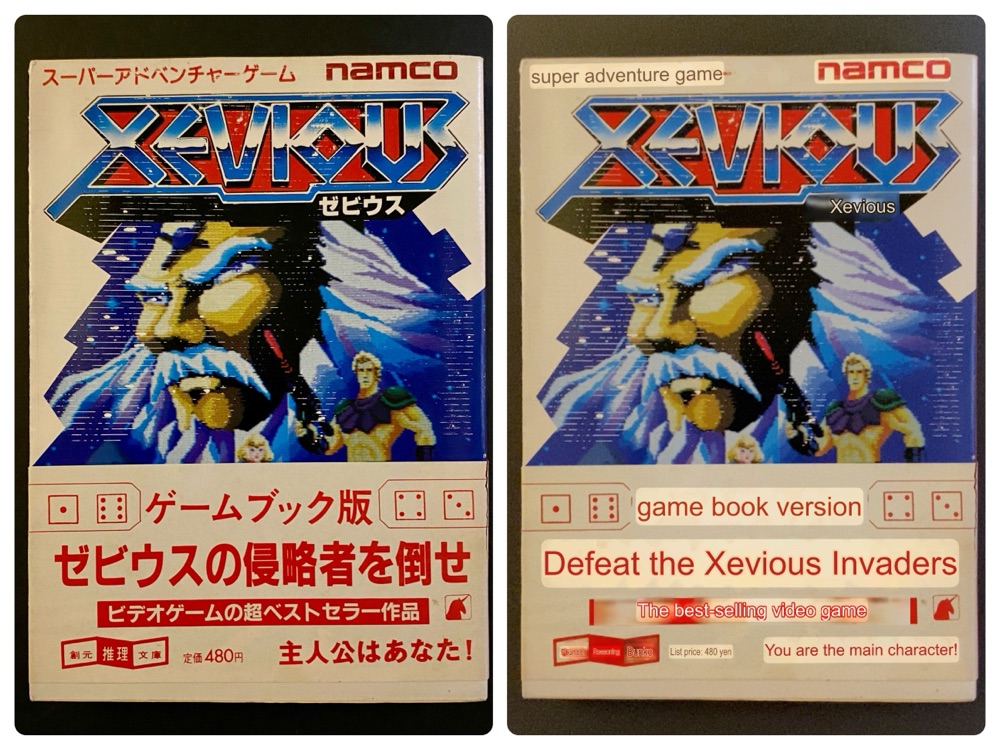 スーパーアドベンチャーゲーム namco
XEVIOUS
ゼビウス
ゲームブック版
ゼビウスの侵略者を倒せ
ビデオゲームの超ベストセラー作品
創元 推理 文庫 定価480円 主人公はあなた!
super adventure game namco
XEVIOUS
Xevious
game book version
Defeat the Xevious Invaders
The best-selling video game
Reasoning Bunko List price: 480 yen You are the main character!